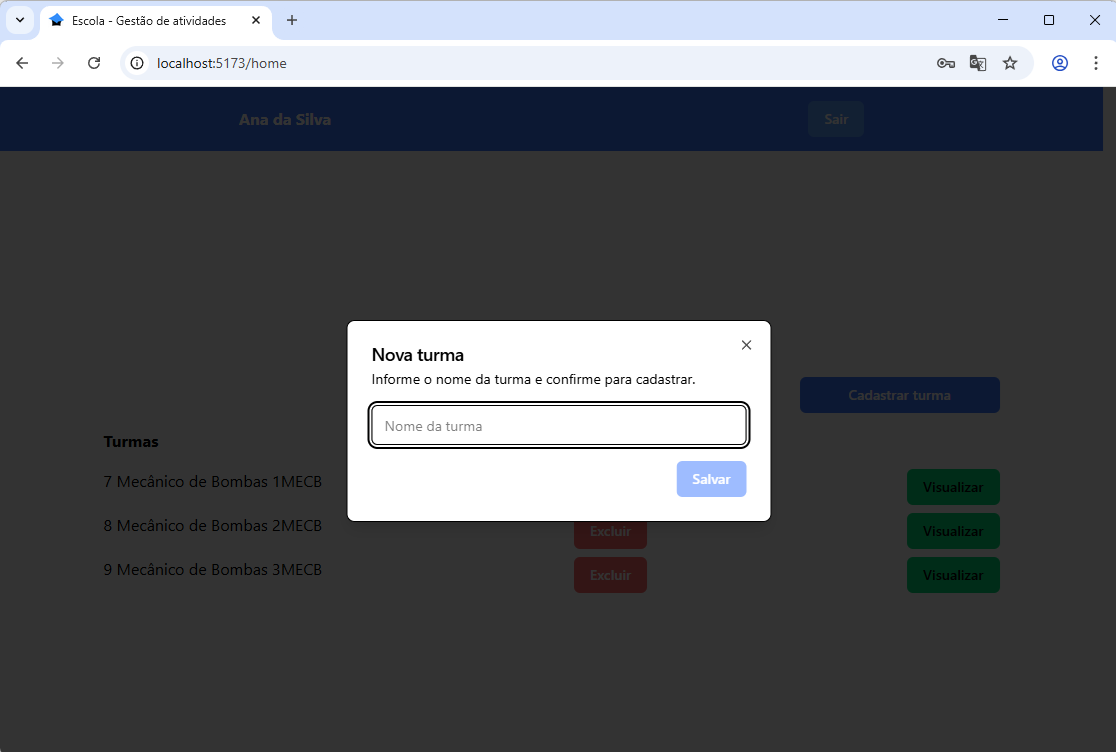 Escola - Gestão de atividades
localhost:5173/home
Ana da Silva
Sair
Nova turma
Informe o nome da turma e confirme para cadastrar.
Nome da turma
Salvar
Cadastrar turma
Turmas
7 Mecânico de Bombas 1MECB
Visualizar
8 Mecânico de Bombas 2MECB
Excluir
Visualizar
9 Mecânico de Bombas 3MECB
Excluir
Visualizar